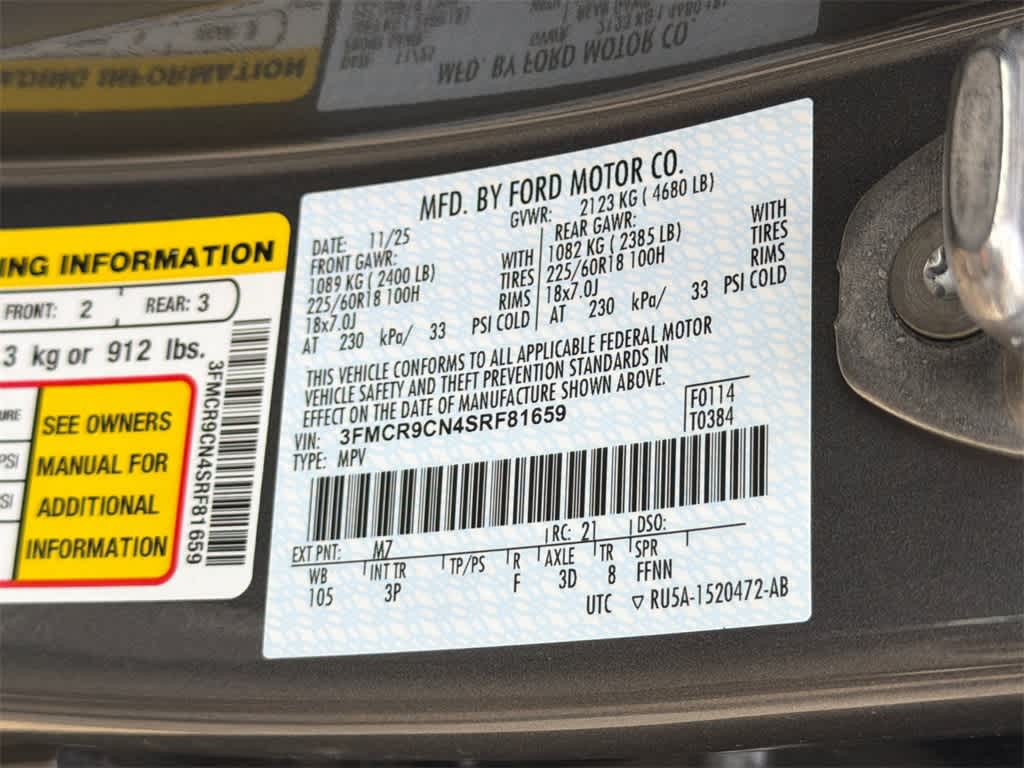 MFD. BY FORD MOTOR CO.
DATE: 11/25
GVWR: 2123 KG ( 4680 LB)
FRONT GAWR:
1089 KG ( 2400 LB) WITH
225/60R18 100H TIRES
18x7.0J RIMS
AT 230 kPa/ 33 PSI COLD
REAR GAWR: WITH
1082 KG ( 2385 LB) TIRES
225/60R18 100H RIMS
18x7.0J
AT 230 kPa/ 33 PSI COLD
THIS VEHICLE CONFORMS TO ALL APPLICABLE FEDERAL MOTOR
VEHICLE SAFETY AND THEFT PREVENTION STANDARDS IN
EFFECT ON THE DATE OF MANUFACTURE SHOWN ABOVE.
VIN: 3FMCR9CN4SRF81659
TYPE: MPV
F0114
T0384
EXT PNT: M7 RC: 21 DSO:
WB INT TR TP/PS R AXLE TR SPR
105 3P F 3D 8 FFNN
UTC ▽ RU5A-1520472-AB
NG INFORMATION
FRONT: 2 REAR: 3
3 kg or 912 lbs.
SEE OWNERS
MANUAL FOR
ADDITIONAL
INFORMATION
PSI
3FMCR9CN4SRF81659
MFD. BY FORD MOTOR CO.